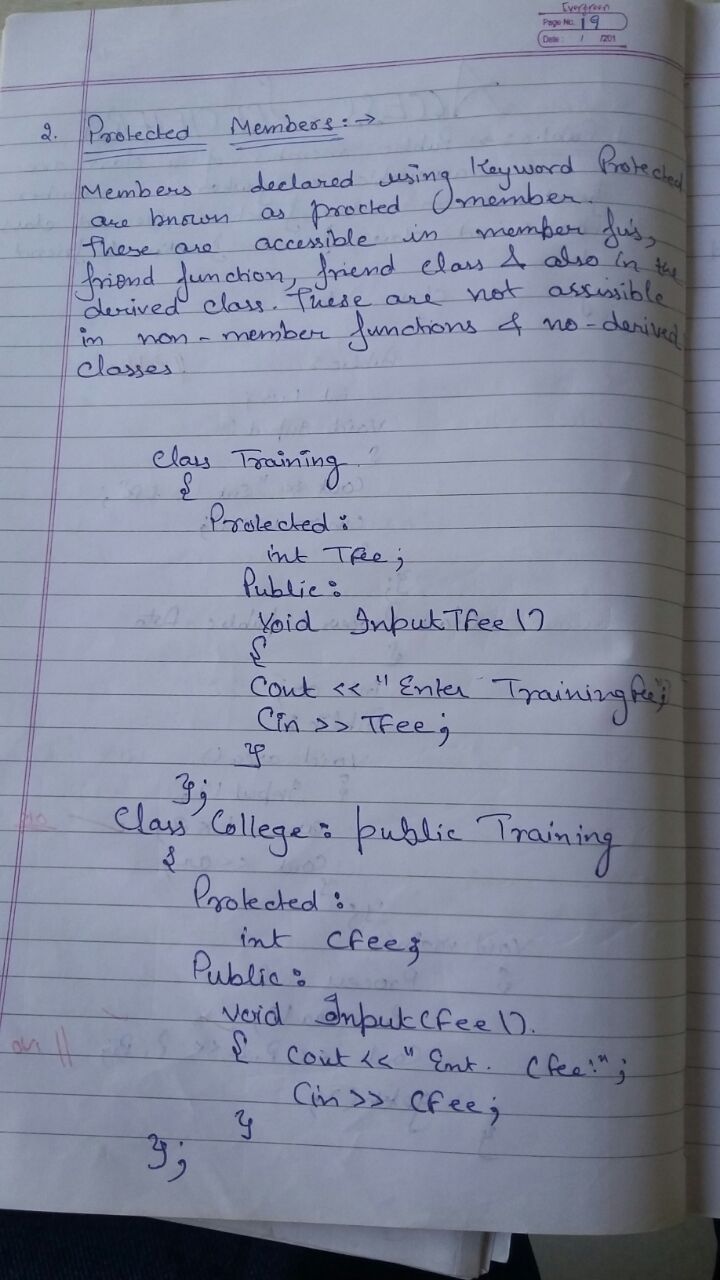 Evergreen
Page No. 19
Date: / /201
2. Protected Members:→
Members declared using Keyword Protected
are known as procted member.
These are accessible in member fu's,
friend function, friend class & also in the
derived class. These are not assissible
in non-member functions & no-derived
classes.
Class Training
{
Protected:
int Tfee;
Public:
Void InputTfee()
{
Cout << "Enter Training fee;
Cin >> Tfee;
}
};
Class College: public Training
{
Protected:
int Cfee;
Public:
void InputCfee().
{ Cout << "Ent. Cfee!";
Cin >> Cfee;
}
};